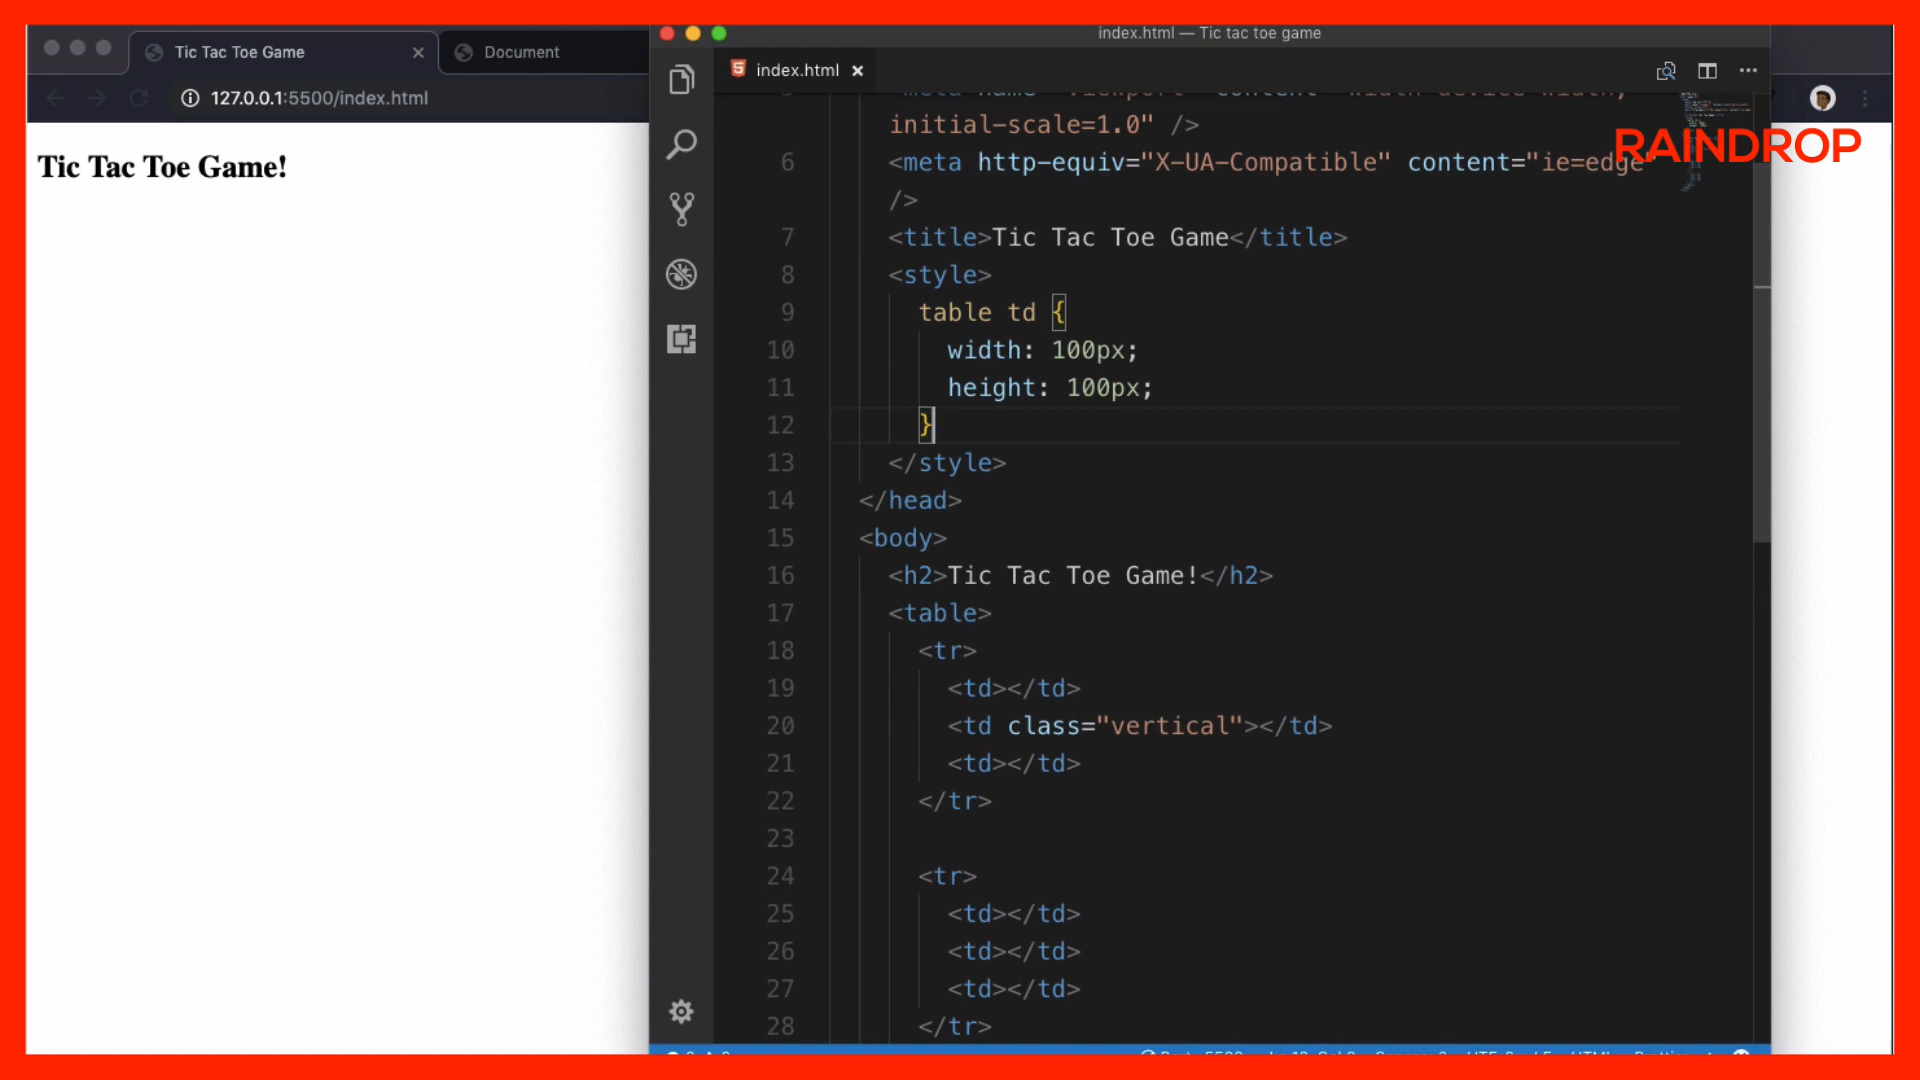 Tic Tac Toe Game
Document
127.0.0.1:5500/index.html
Tic Tac Toe Game!
index.html — Tic tac toe game
index.html
RAINDROP
initial-scale=1.0" />
6 <meta http-equiv="X-UA-Compatible" content="ie=edge"
/>
7 <title>Tic Tac Toe Game</title>
8 <style>
9 table td {
10 width: 100px;
11 height: 100px;
12 }
13 </style>
14 </head>
15 <body>
16 <h2>Tic Tac Toe Game!</h2>
17 <table>
18 <tr>
19 <td></td>
20 <td class="vertical"></td>
21 <td></td>
22 </tr>
23
24 <tr>
25 <td></td>
26 <td></td>
27 <td></td>
28 </tr>